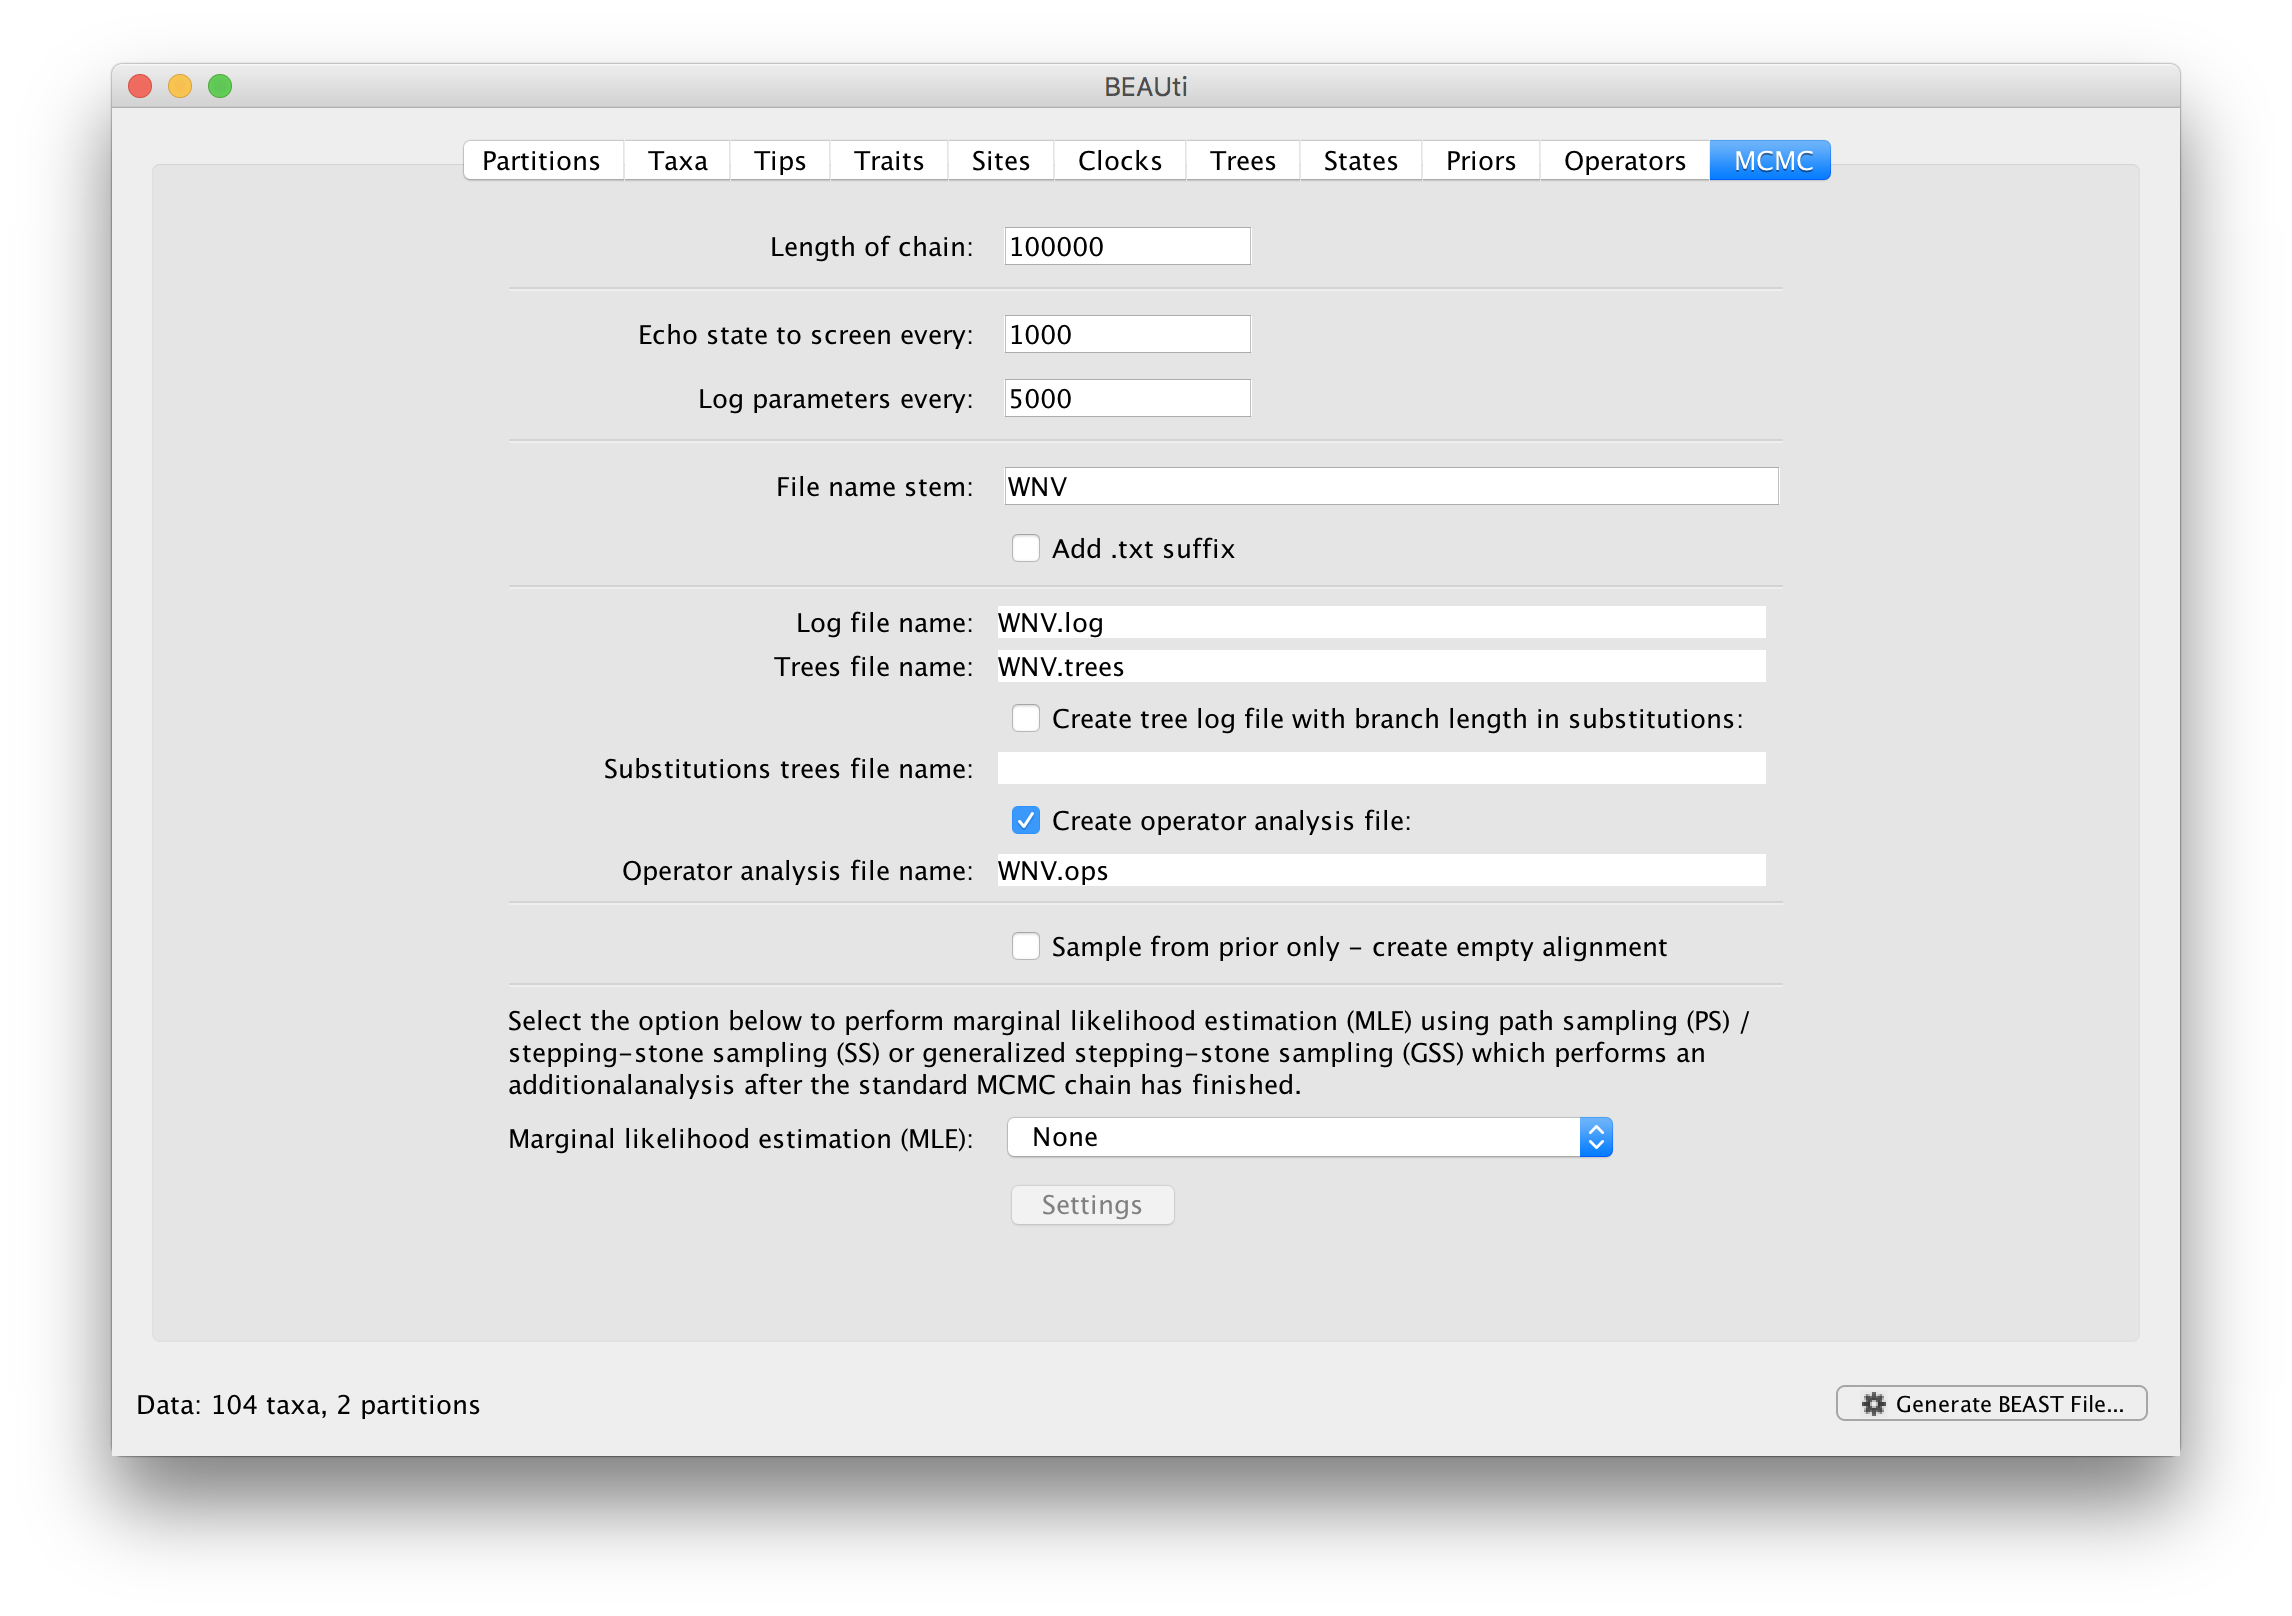 BEAUti
Partitions Taxa Tips Traits Sites Clocks Trees States Priors Operators MCMC
Length of chain: 100000
Echo state to screen every: 1000
Log parameters every: 5000
File name stem: WNV
Add .txt suffix
Log file name: WNV.log
Trees file name: WNV.trees
Create tree log file with branch length in substitutions:
Substitutions trees file name:
Create operator analysis file:
Operator analysis file name: WNV.ops
Sample from prior only - create empty alignment
Select the option below to perform marginal likelihood estimation (MLE) using path sampling (PS) /
stepping-stone sampling (SS) or generalized stepping-stone sampling (GSS) which performs an
additionalanalysis after the standard MCMC chain has finished.
Marginal likelihood estimation (MLE): None
Settings
Data: 104 taxa, 2 partitions
Generate BEAST File...